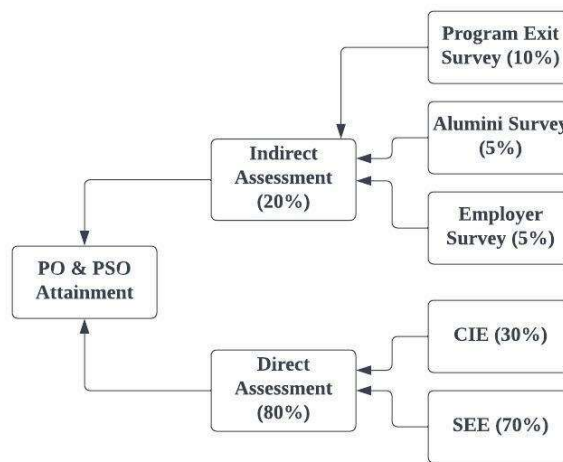 Program Exit
Survey (10%)
Alumini Survey
(5%)
Indirect
Assessment
(20%)
Employer
Survey (5%)
PO & PSO
Attainment
CIE (30%)
Direct
Assessment
(80%)
SEE (70%)